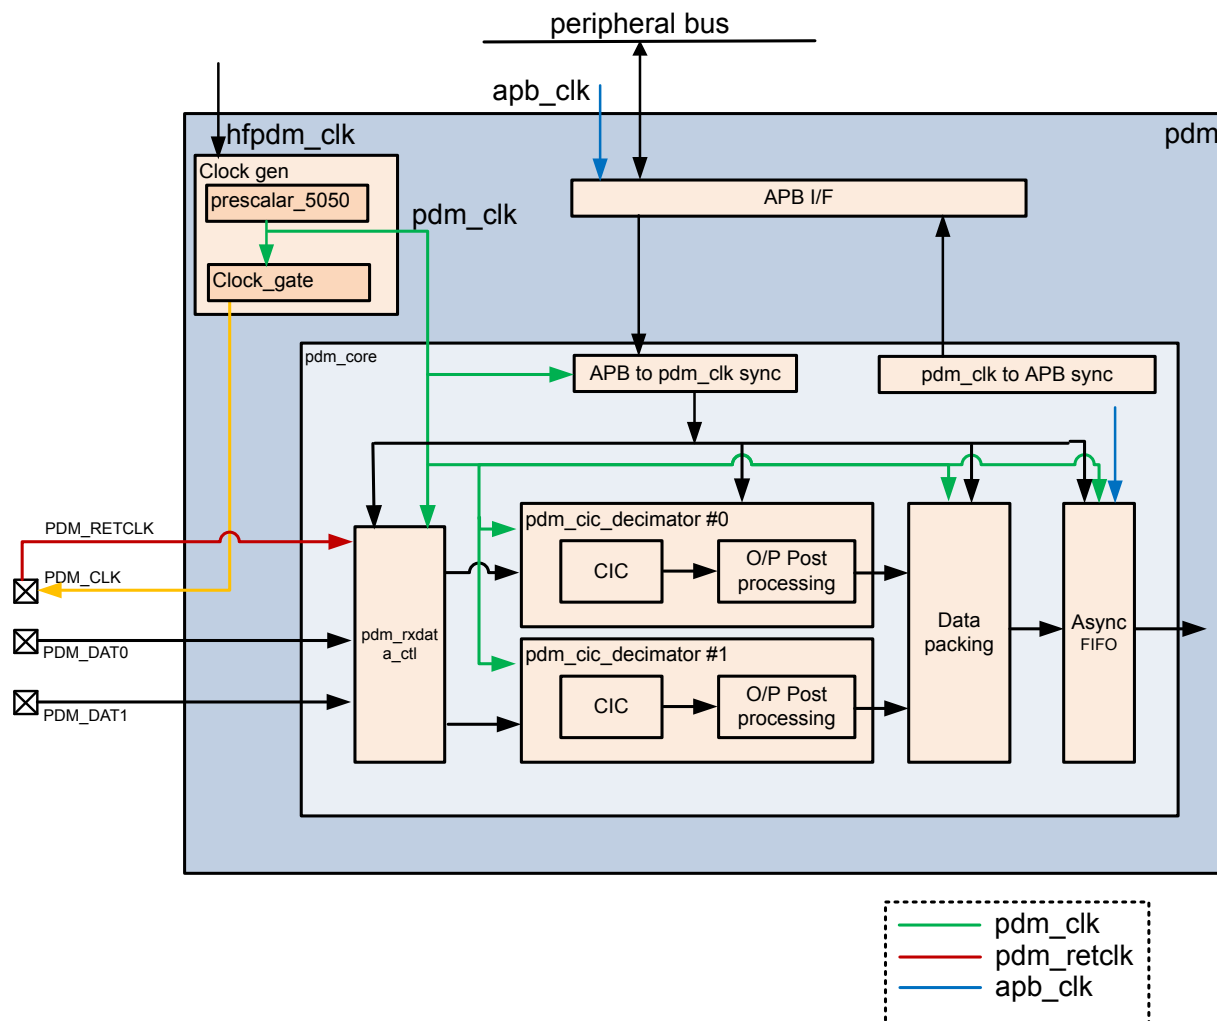 peripheral bus
apb_clk
hfpdm_clk
pdm
Clock gen
prescalar_5050
APB I/F
pdm_clk
Clock_gate
pdm_core
APB to pdm_clk sync
pdm_clk to APB sync
PDM_RETCLK
pdm_cic_decimator #0
CIC
O/P Post
processing
PDM_CLK
Data
packing
Async
FIFO
pdm_rxdat
a_ctl
PDM_DAT0
pdm_cic_decimator #1
CIC
O/P Post
processing
PDM_DAT1
pdm_clk
pdm_retclk
apb_clk